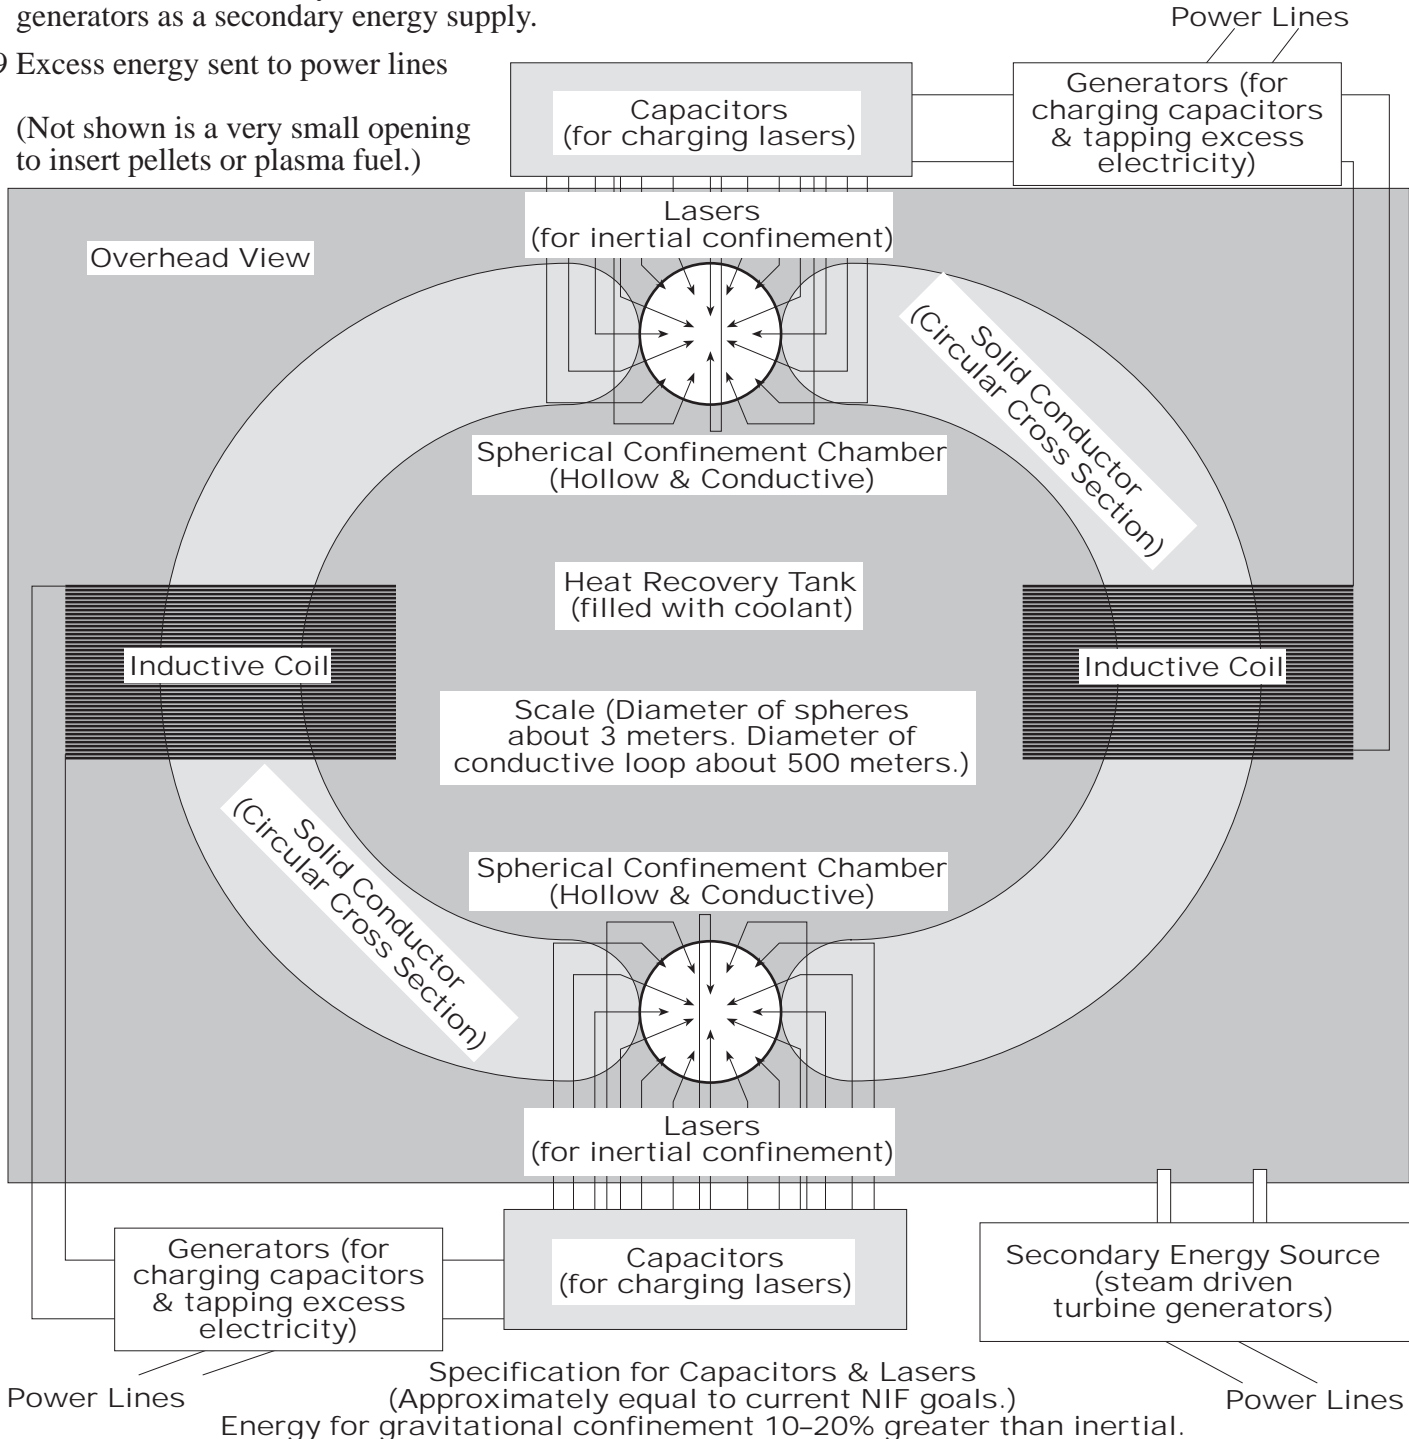 generators as a secondary energy supply.
9 Excess energy sent to power lines
(Not shown is a very small opening
to insert pellets or plasma fuel.)
Power Lines
Capacitors
(for charging lasers)
Generators (for
charging capacitors
& tapping excess
electricity)
Lasers
(for inertial confinement)
Overhead View
Solid Conductor
(Circular Cross Section)
Spherical Confinement Chamber
(Hollow & Conductive)
Heat Recovery Tank
(filled with coolant)
Inductive Coil
Inductive Coil
Scale (Diameter of spheres
about 3 meters. Diameter of
conductive loop about 500 meters.)
Solid Conductor
(Circular Cross Section)
Spherical Confinement Chamber
(Hollow & Conductive)
Lasers
(for inertial confinement)
Generators (for
charging capacitors
& tapping excess
electricity)
Capacitors
(for charging lasers)
Secondary Energy Source
(steam driven
turbine generators)
Power Lines
Specification for Capacitors & Lasers
(Approximately equal to current NIF goals.)
Power Lines
Energy for gravitational confinement 10–20% greater than inertial.